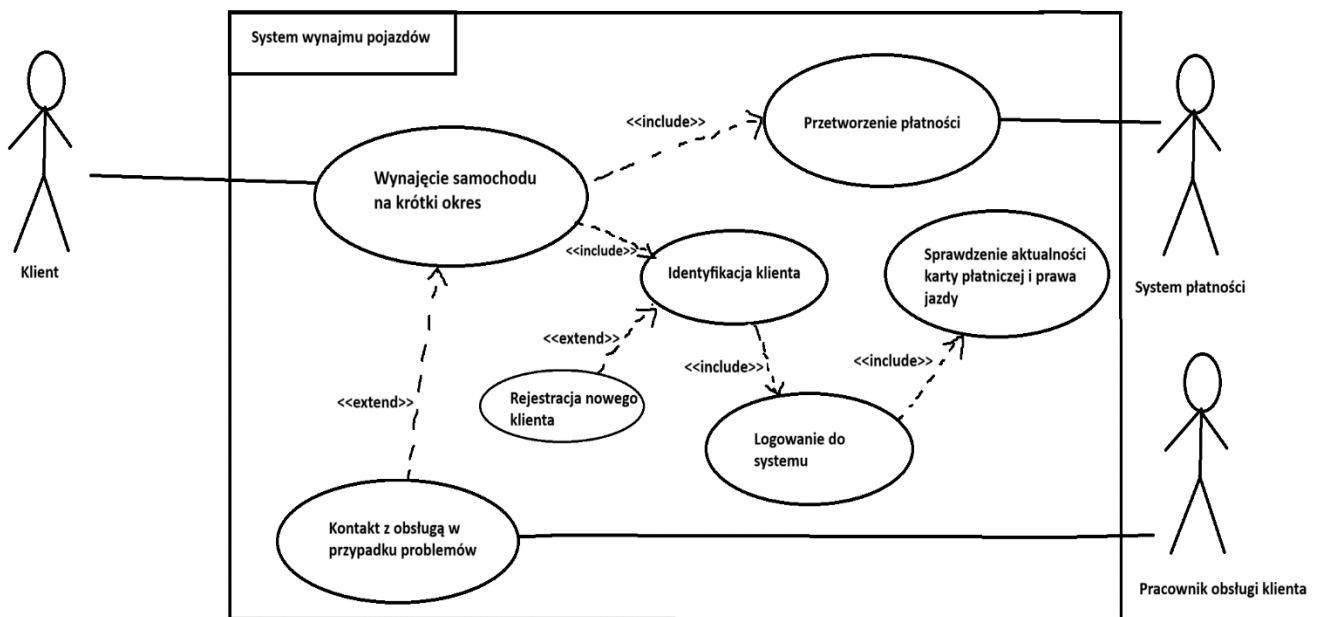 System wynajmu pojazdów
<<include>>
Przetworzenie płatności
Wynajęcie samochodu
na krótki okres
<<include>>
Identyfikacja klienta
Sprawdzenie aktualności
karty płatniczej i prawa
jazdy
Klient
System płatności
<<extend>>
<<include>>
<<include>>
Rejestracja nowego
klienta
<<extend>>
Logowanie do
systemu
Kontakt z obsługą w
przypadku problemów
Pracownik obsługi klienta